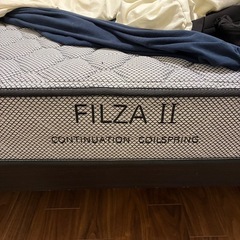 FILZA II
CONTINUATION COILSPRING